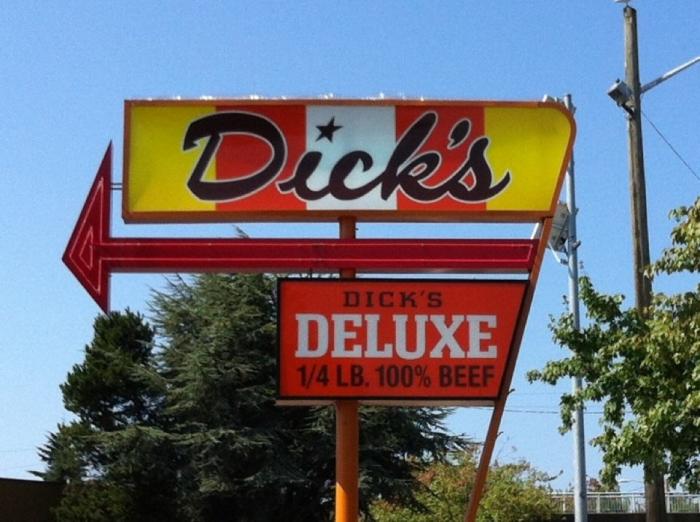 Dick's
DICK'S
DELUXE
1/4 LB. 100% BEEF